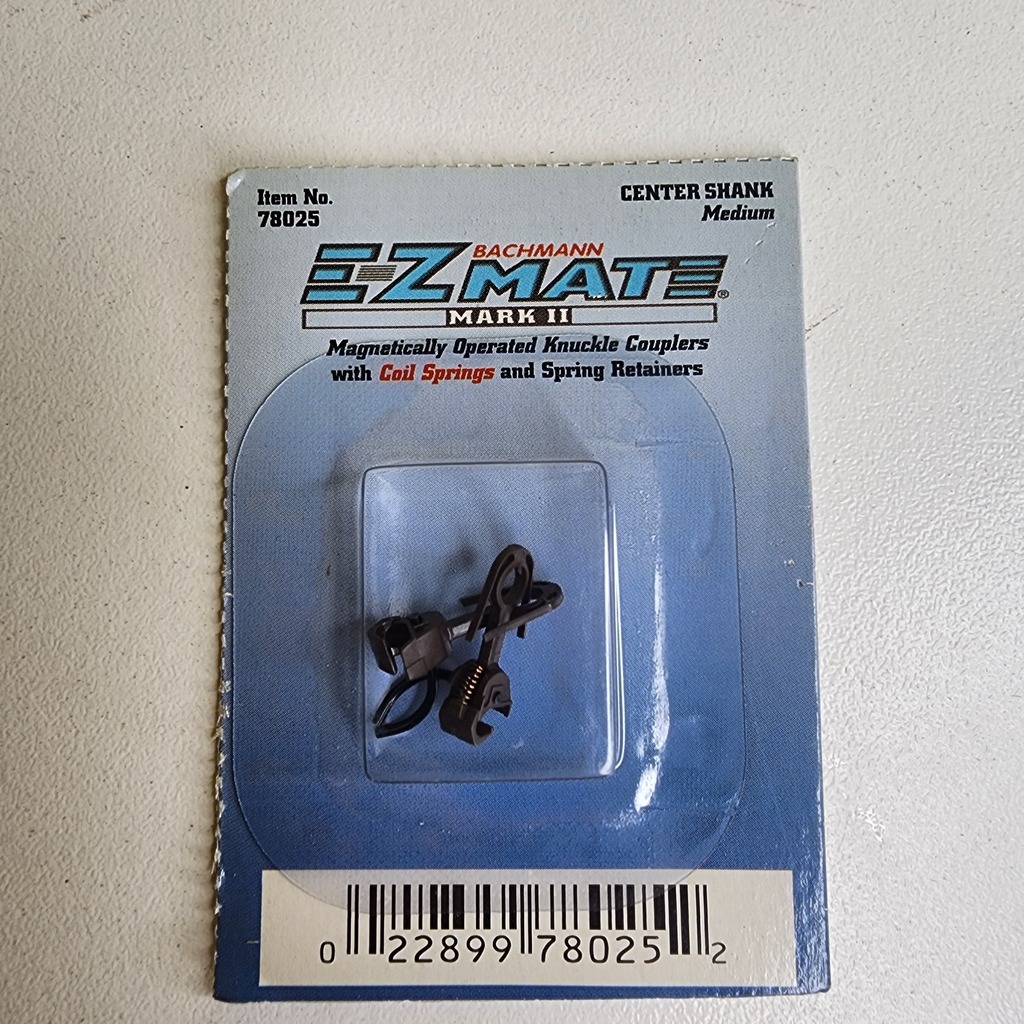 Item No.
78025
CENTER SHANK
Medium
BACHMANN
E-Z MATE®
MARK II
Magnetically Operated Knuckle Couplers
with Coil Springs and Spring Retainers
0 22899 78025 2